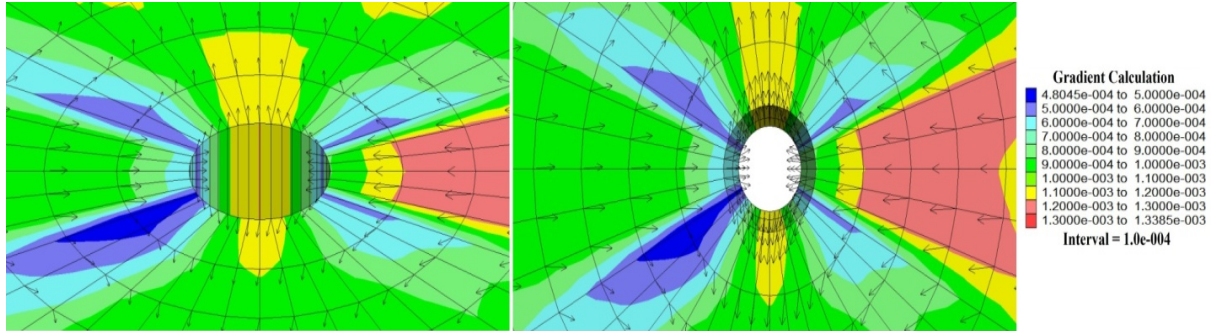 Gradient Calculation
4.8045e-004 to 5.0000e-004
5.0000e-004 to 6.0000e-004
6.0000e-004 to 7.0000e-004
7.0000e-004 to 8.0000e-004
8.0000e-004 to 9.0000e-004
9.0000e-004 to 1.0000e-003
1.0000e-003 to 1.1000e-003
1.1000e-003 to 1.2000e-003
1.2000e-003 to 1.3000e-003
1.3000e-003 to 1.3385e-003
Interval = 1.0e-004